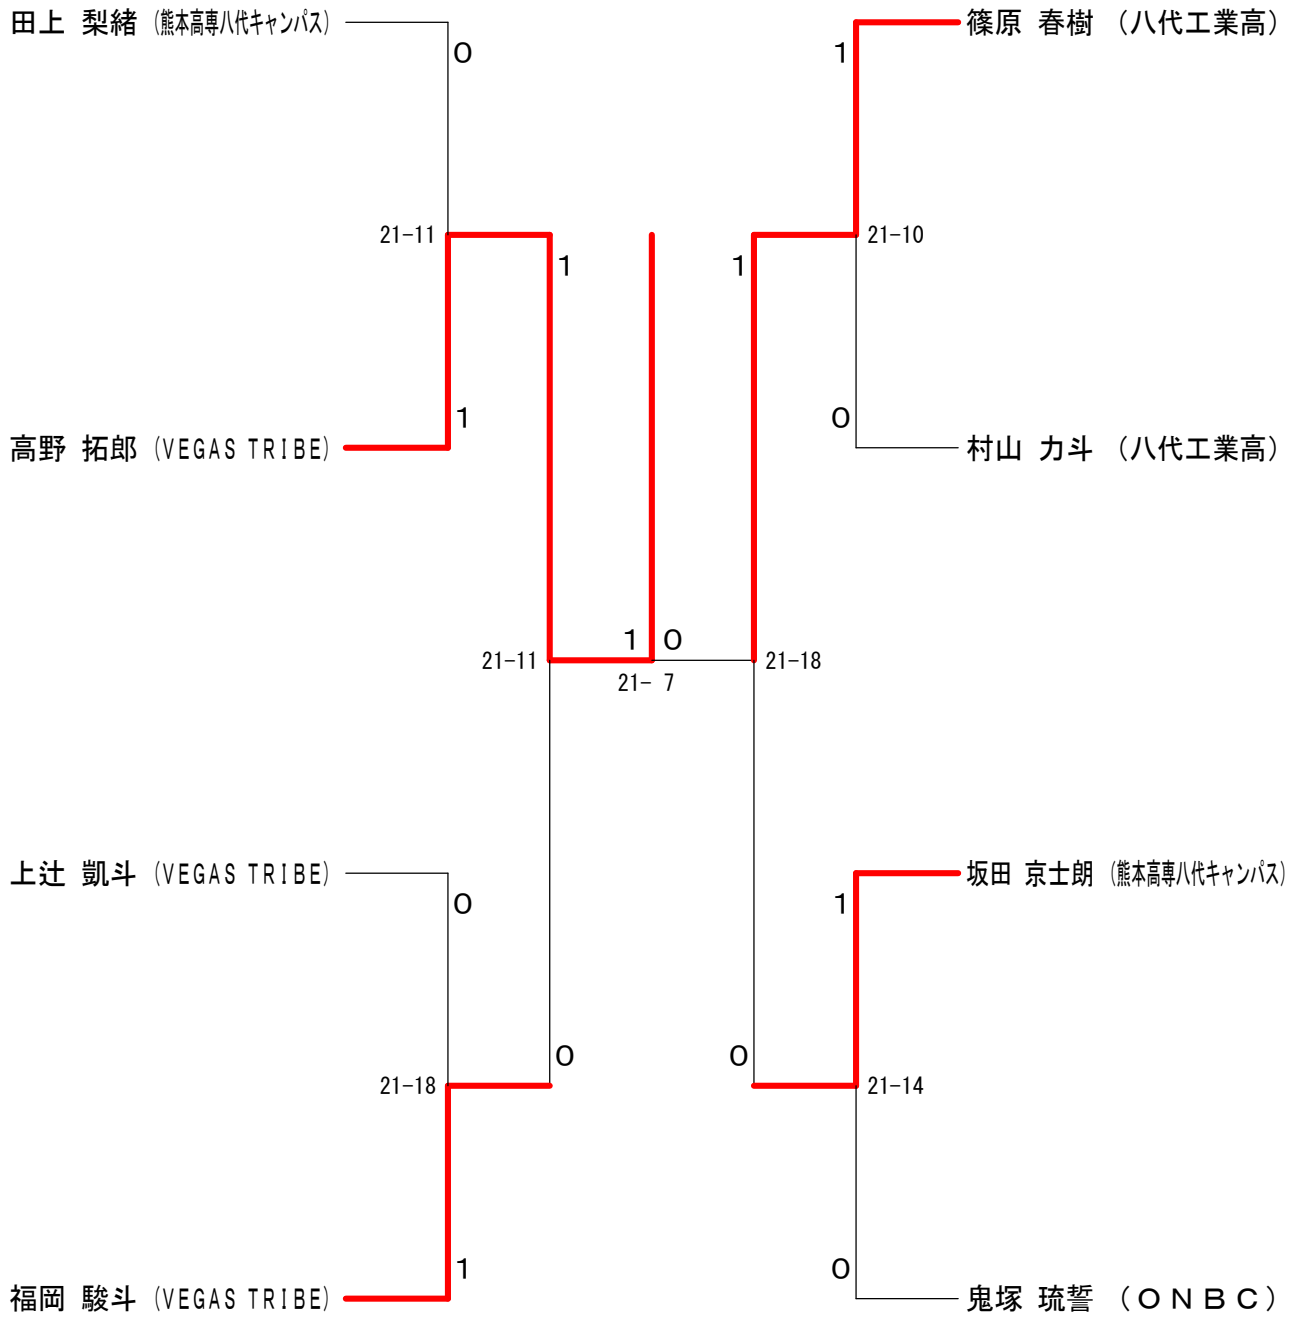 田上 梨緒 (熊本高専八代キャンパス)
0
1
篠原 春樹 （八代工業高）
21-11
1
1
21-10
高野 拓郎 (VEGAS TRIBE)
1
0
村山 力斗 （八代工業高）
21-11
1 0
21- 7
21-18
上辻 凱斗 (VEGAS TRIBE)
0
1
坂田 京士朗 (熊本高専八代キャンパス)
21-18
0
0
21-14
福岡 駿斗 (VEGAS TRIBE)
1
0
鬼塚 琉誓 （ＯＮＢＣ）